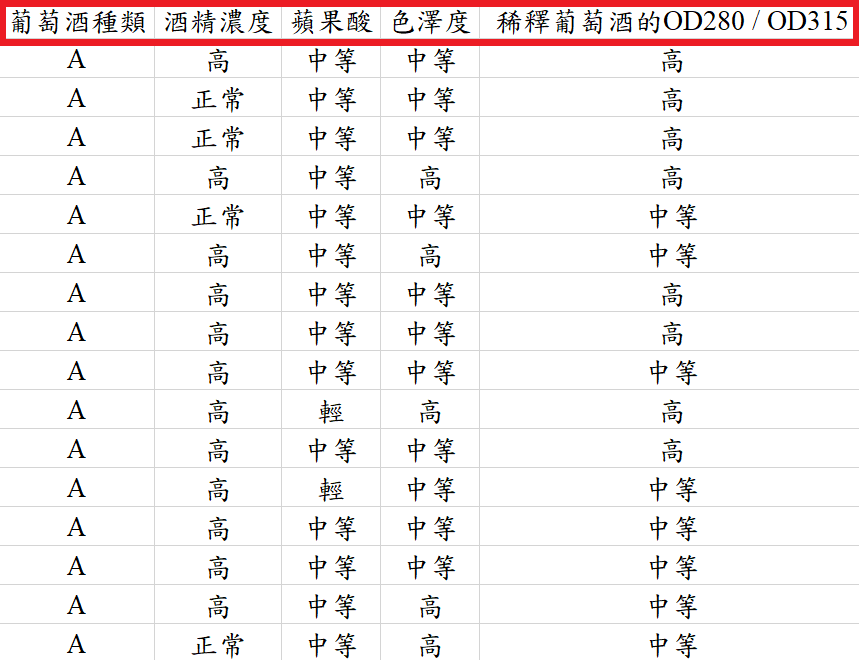 葡萄酒種類 酒精濃度 蘋果酸 色澤度 稀釋葡萄酒的OD280 / OD315
A 高 中等 中等 高
A 正常 中等 中等 高
A 正常 中等 中等 高
A 高 中等 高 高
A 正常 中等 中等 中等
A 高 中等 高 中等
A 高 中等 中等 高
A 高 中等 中等 高
A 高 中等 中等 中等
A 高 輕 高 高
A 高 中等 中等 高
A 高 輕 中等 中等
A 高 中等 中等 中等
A 高 中等 中等 中等
A 高 中等 高 中等
A 正常 中等 高 中等